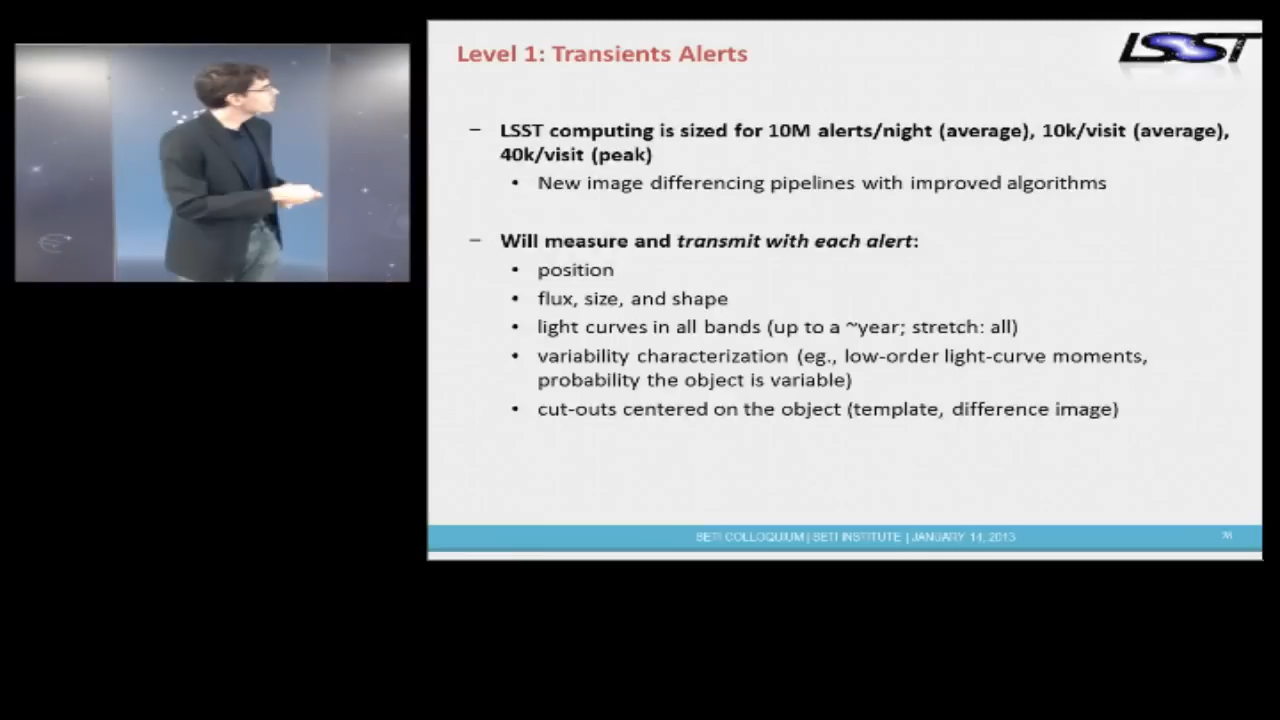 Level 1: Transients Alerts
LSST
– LSST computing is sized for 10M alerts/night (average), 10k/visit (average),
40k/visit (peak)
• New image differencing pipelines with improved algorithms
– Will measure and transmit with each alert:
• position
• flux, size, and shape
• light curves in all bands (up to a ~year; stretch: all)
• variability characterization (eg., low-order light-curve moments,
probability the object is variable)
• cut-outs centered on the object (template, difference image)
SETI COLLOQUIUM | SETI INSTITUTE | JANUARY 14, 2013